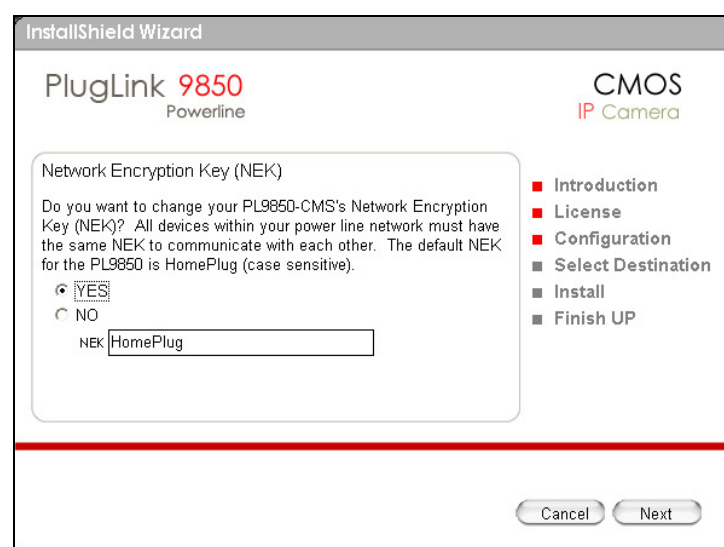 InstallShield Wizard
PlugLink 9850
Powerline
CMOS
IP Camera
Network Encryption Key (NEK)
Do you want to change your PL9850-CMS's Network Encryption
Key (NEK)? All devices within your power line network must have
the same NEK to communicate with each other. The default NEK
for the PL9850 is HomePlug (case sensitive).
YES
NO
NEK HomePlug
Introduction
License
Configuration
Select Destination
Install
Finish UP
Cancel
Next